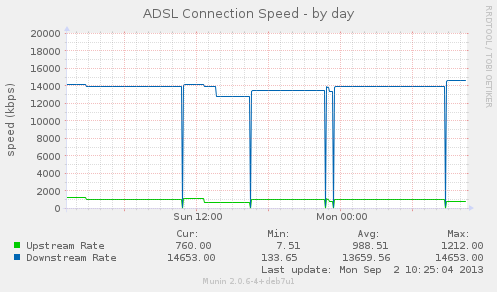 ADSL Connection Speed - by day
RRDTOOL / TOBI OETIKER
speed (kbps)
20000
18000
16000
14000
12000
10000
8000
6000
4000
2000
0
Sun 12:00 Mon 00:00
Cur: Min: Avg: Max:
Upstream Rate 760.00 7.51 988.51 1212.00
Downstream Rate 14653.00 133.65 13659.56 14653.00
Last update: Mon Sep 2 10:25:04 2013
Munin 2.0.6-4+deb7u1